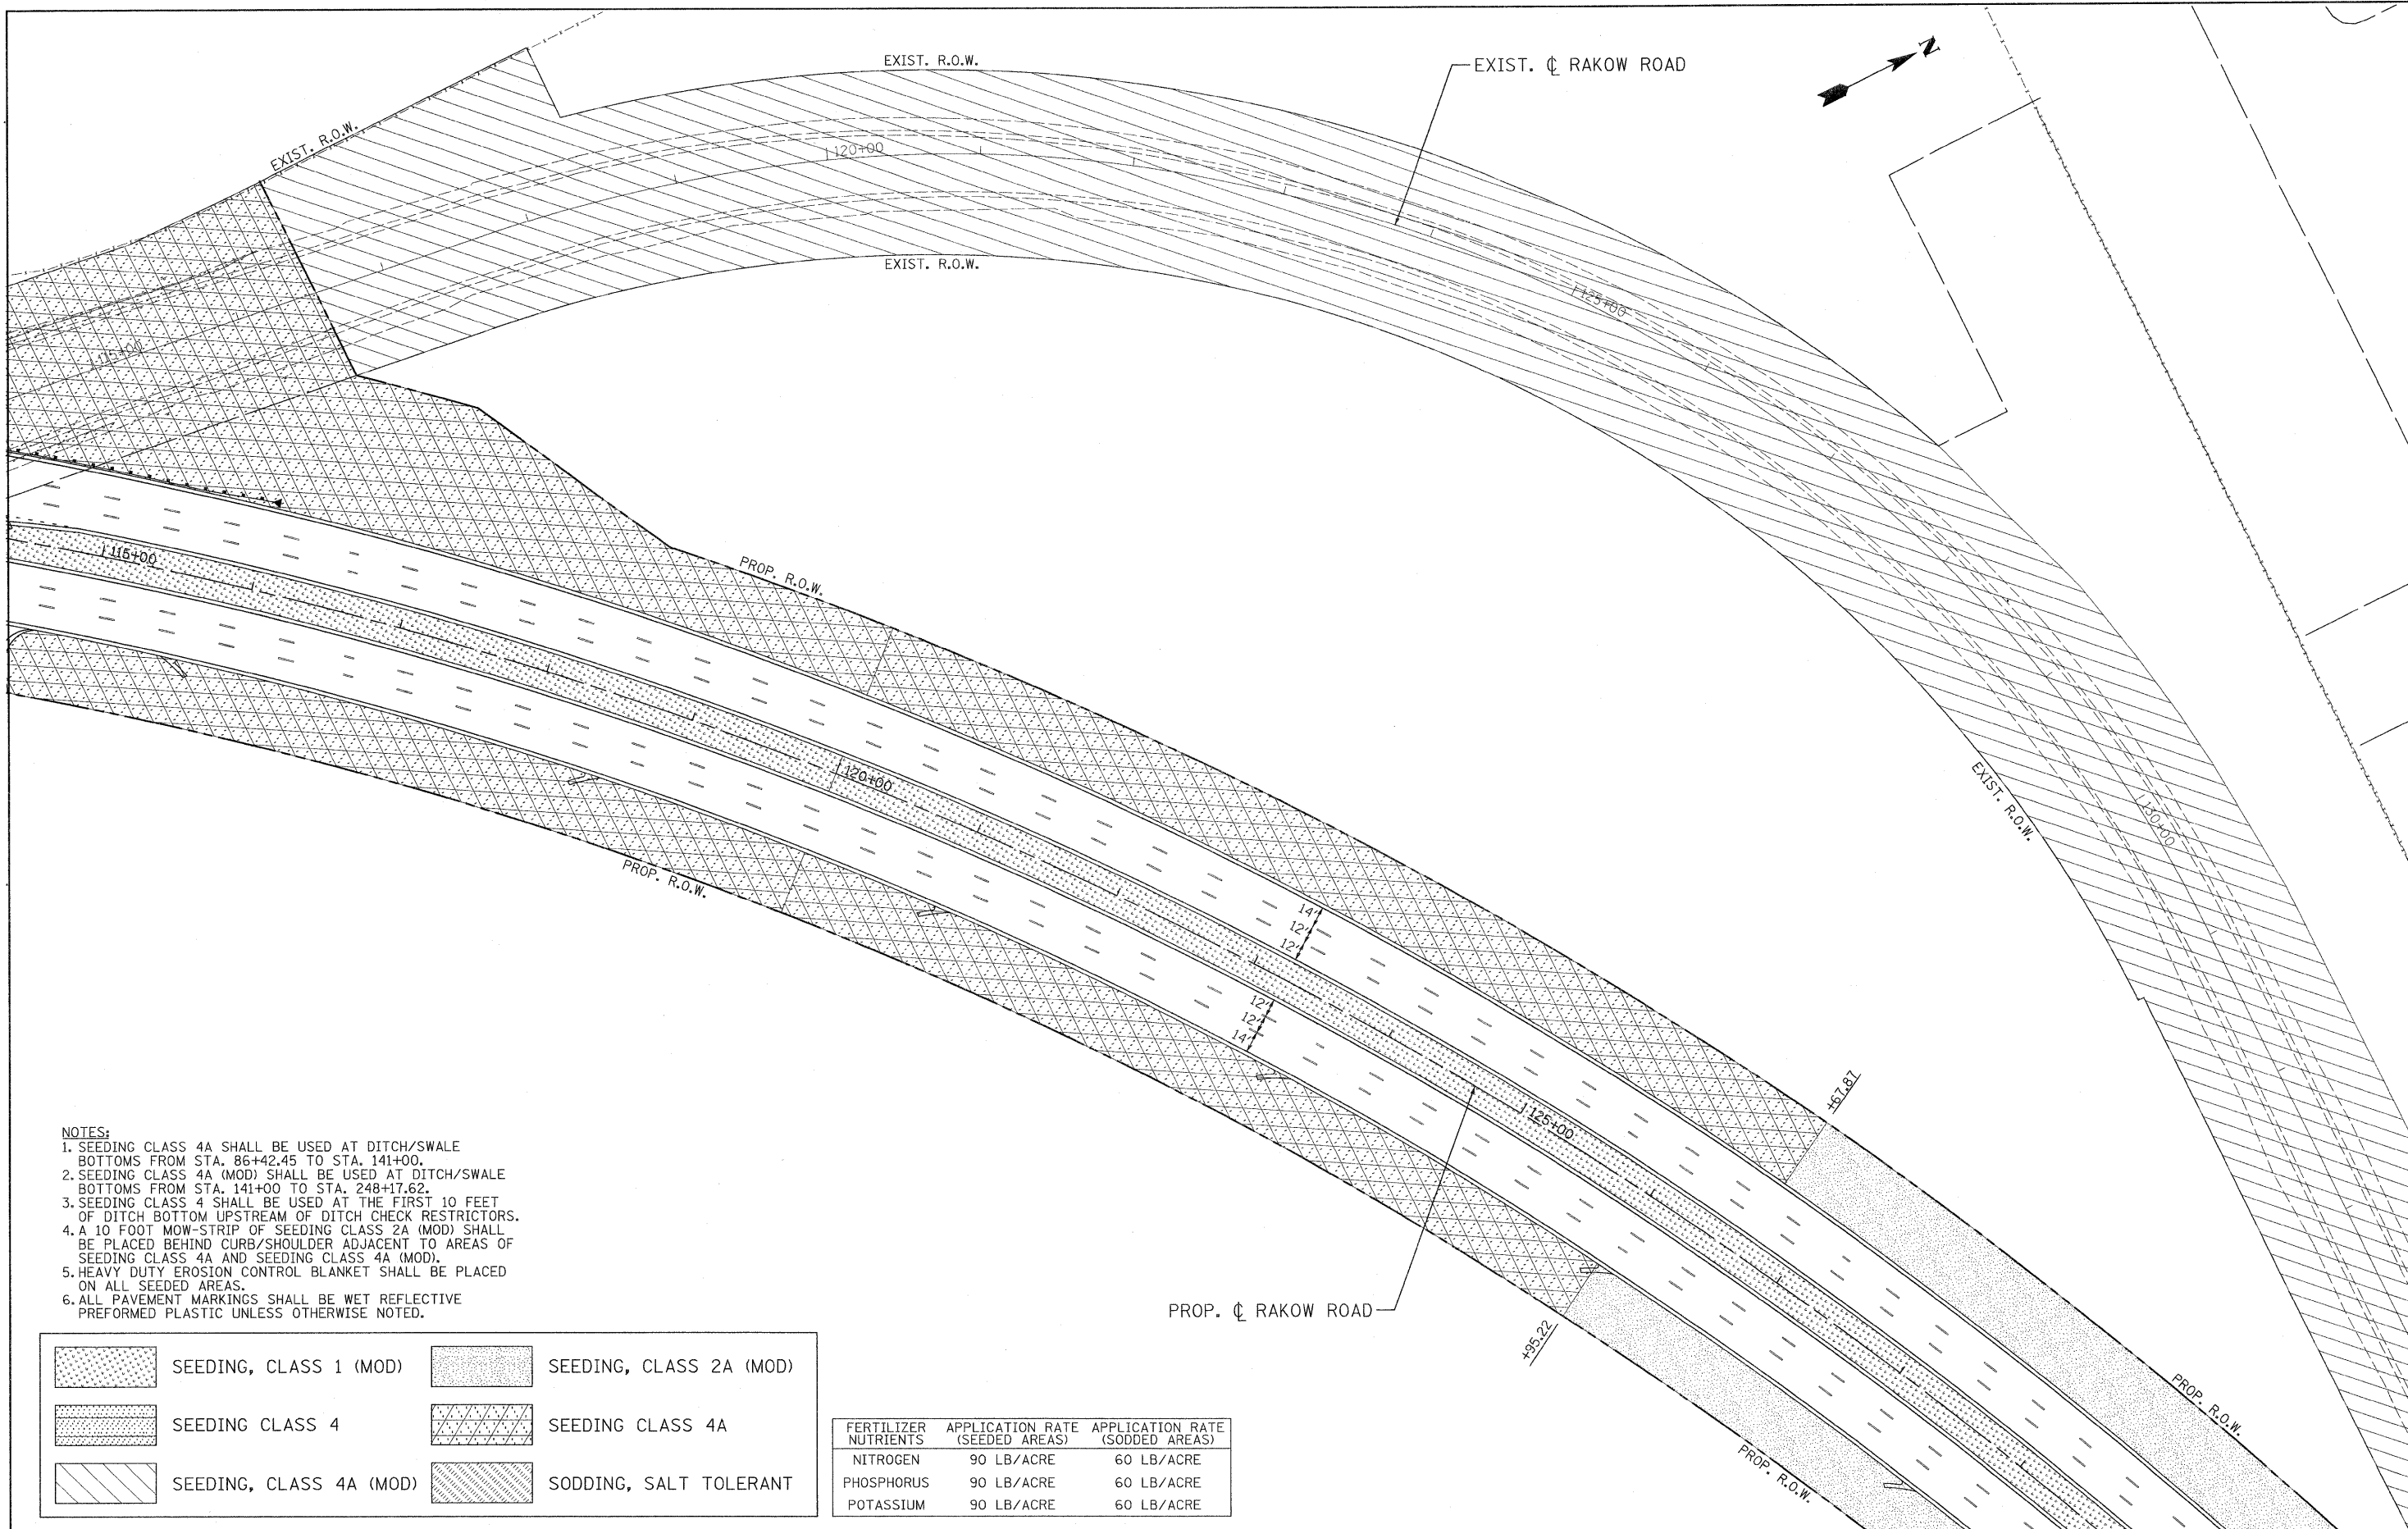 EXIST. R.O.W.
EXIST. ℄ RAKOW ROAD
N
EXIST. R.O.W.
120+00
EXIST. R.O.W.
125+00
115+00
PROP. R.O.W.
115+00
120+00
PROP. R.O.W.
EXIST. R.O.W.
130+00
14'
12'
12'
12'
12'
14'
+67.87
125+00
NOTES:
1. SEEDING CLASS 4A SHALL BE USED AT DITCH/SWALE
BOTTOMS FROM STA. 86+42.45 TO STA. 141+00.
2. SEEDING CLASS 4A (MOD) SHALL BE USED AT DITCH/SWALE
BOTTOMS FROM STA. 141+00 TO STA. 248+17.62.
3. SEEDING CLASS 4 SHALL BE USED AT THE FIRST 10 FEET
OF DITCH BOTTOM UPSTREAM OF DITCH CHECK RESTRICTORS.
4. A 10 FOOT MOW-STRIP OF SEEDING CLASS 2A (MOD) SHALL
BE PLACED BEHIND CURB/SHOULDER ADJACENT TO AREAS OF
SEEDING CLASS 4A AND SEEDING CLASS 4A (MOD).
5. HEAVY DUTY EROSION CONTROL BLANKET SHALL BE PLACED
ON ALL SEEDED AREAS.
6. ALL PAVEMENT MARKINGS SHALL BE WET REFLECTIVE
PREFORMED PLASTIC UNLESS OTHERWISE NOTED.
PROP. ℄ RAKOW ROAD
+95.22
PROP. R.O.W.
PROP. R.O.W.
SEEDING, CLASS 1 (MOD)
SEEDING, CLASS 2A (MOD)
SEEDING CLASS 4
SEEDING CLASS 4A
SEEDING, CLASS 4A (MOD)
SODDING, SALT TOLERANT
FERTILIZER NUTRIENTS APPLICATION RATE (SEEDED AREAS) APPLICATION RATE (SODDED AREAS)
NITROGEN 90 LB/ACRE 60 LB/ACRE
PHOSPHORUS 90 LB/ACRE 60 LB/ACRE
POTASSIUM 90 LB/ACRE 60 LB/ACRE